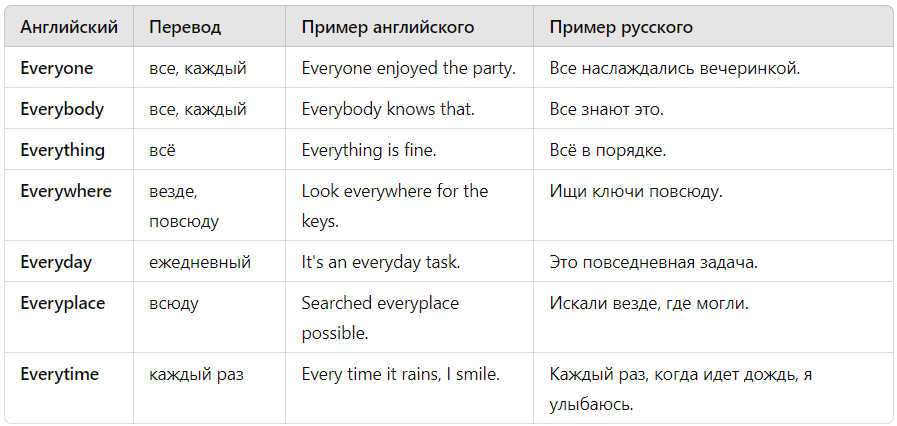 Английский Перевод Пример английского Пример русского
Everyone все, каждый Everyone enjoyed the party. Все наслаждались вечеринкой.
Everybody все, каждый Everybody knows that. Все знают это.
Everything всё Everything is fine. Всё в порядке.
Everywhere везде, Look everywhere for the Ищи ключи повсюду.
повсюду keys.
Everyday ежедневный It's an everyday task. Это повседневная задача.
Everyplace всюду Searched everyplace Искали везде, где могли.
possible.
Everytime каждый раз Every time it rains, I smile. Каждый раз, когда идет дождь, я
улыбаюсь.